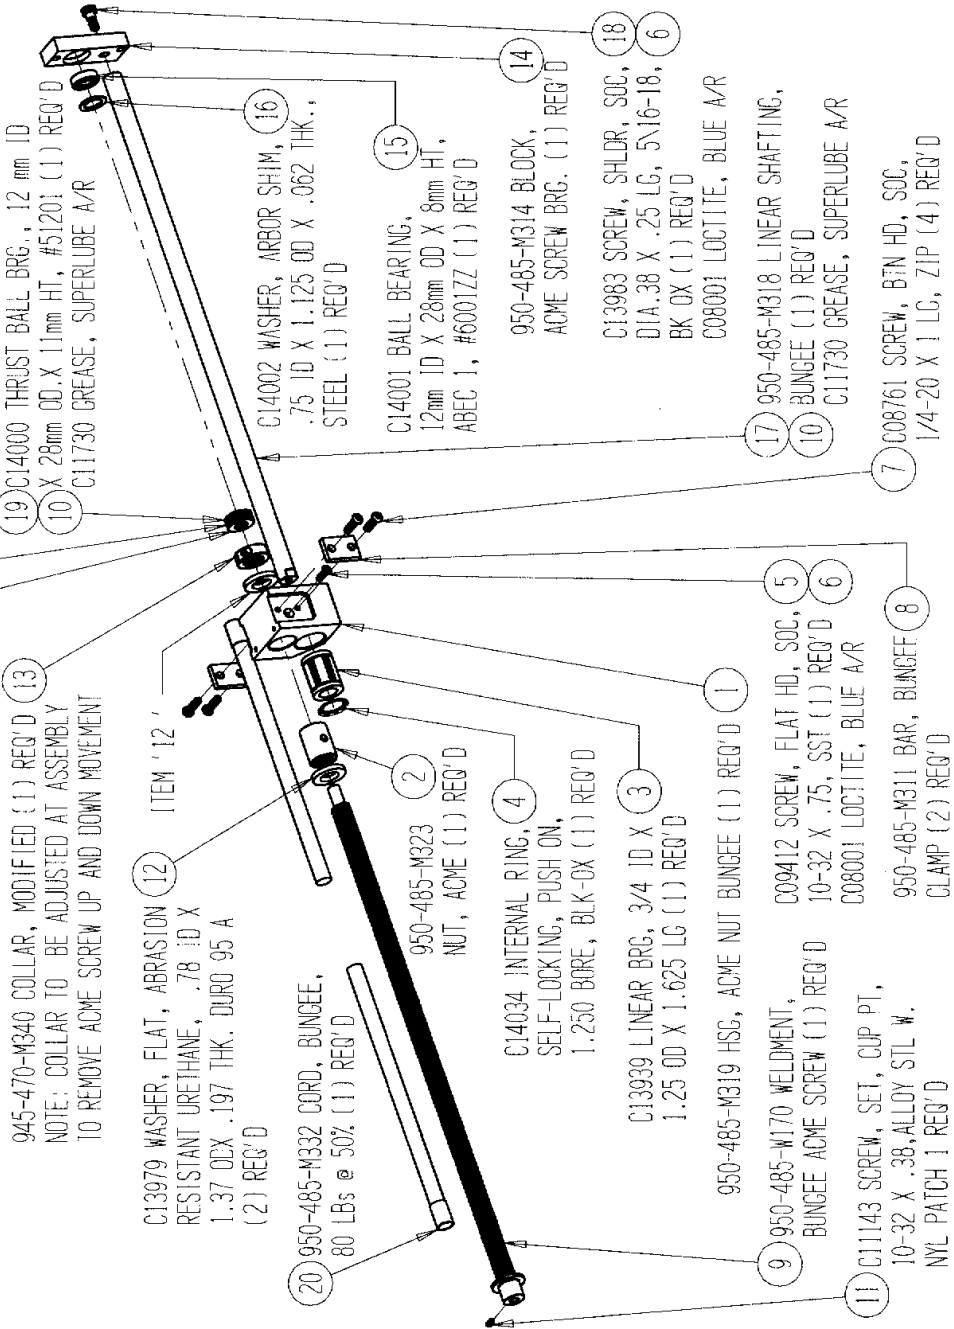 19 C14000 THRUST BALL BRG., 12 mm ID
10 X 28mm OD.X 11mm HT, #51201 (1) REQ'D
C11730 GREASE, SUPERLUBE A/R
945-470-M340 COLLAR, MODIFIED (1) REQ'D 13
NOTE: COLLAR TO BE ADJUSTED AT ASSEMBLY
TO REMOVE ACME SCREW UP AND DOWN MOVEMENT
ITEM '12'
C13979 WASHER, FLAT, ABRASION 12
RESISTANT URETHANE, .78 ID X
1.37 ODX .197 THK. DURO 95 A
(2) REQ'D
20 950-485-M332 CORD, BUNGEE,
80 LBs @ 50% (1) REQ'D
2
950-485-M323
NUT, ACME (1) REQ'D
C14034 INTERNAL RING, 4
SELF-LOCKING, PUSH ON,
1.250 BORE, BLK-OX (1) REQ'D
C13939 LINEAR BRG, 3/4 ID X 3
1.25 OD X 1.625 LG (1) REQ'D
950-485-M319 HSG, ACME NUT BUNGEE (1) REQ'D 1
9 950-485-W170 WELDMENT,
BUNGEE ACME SCREW (1) REQ'D
11 C11143 SCREW, SET, CUP PT,
10-32 X .38,ALLOY STL W.
NYL PATCH 1 REQ'D
C14002 WASHER, ARBOR SHIM, 16
.75 ID X 1.125 OD X .062 THK.,
STEEL (1) REQ'D
C14001 BALL BEARING, 15
12mm ID X 28mm OD X 8mm HT,
ABEC 1, #6001ZZ (1) REQ'D
14
950-485-M314 BLOCK,
ACME SCREW BRG. (1) REQ'D
C13983 SCREW, SHLDR, SOC, 18
DIA.38 X .25 LG, 5\16-18, 6
BK OX (1) REQ'D
C08001 LOCTITE, BLUE A/R
17 950-485-M318 LINEAR SHAFTING,
10 BUNGEE (1) REQ'D
C11730 GREASE, SUPERLUBE A/R
7 C08761 SCREW, BTN HD, SOC,
1/4-20 X 1 LG, ZIP (4) REQ'D
C09412 SCREW, FLAT HD, SOC, 5
10-32 X .75, SST (1) REQ'D 6
C08001 LOCTITE, BLUE A/R
950-485-M311 BAR, BUNGEE 8
CLAMP (2) REQ'D